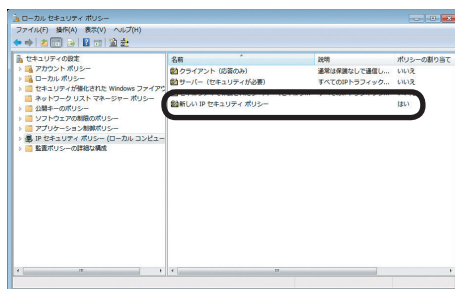 ローカル セキュリティ ポリシー
ファイル(F) 操作(A) 表示(V) ヘルプ(H)
セキュリティの設定
アカウント ポリシー
ローカル ポリシー
セキュリティが強化された Windows ファイアウ
ネットワーク リスト マネージャー ポリシー
公開キーのポリシー
ソフトウェアの制限のポリシー
アプリケーション制御ポリシー
IP セキュリティ ポリシー (ローカル コンピュー
監査ポリシーの詳細な構成
名前 説明 ポリシーの割り当て
クライアント (応答のみ) 通常は保護なしで通信し... いいえ
サーバー (セキュリティが必要) すべてのIPトラフィック... いいえ
新しい IP セキュリティ ポリシー はい